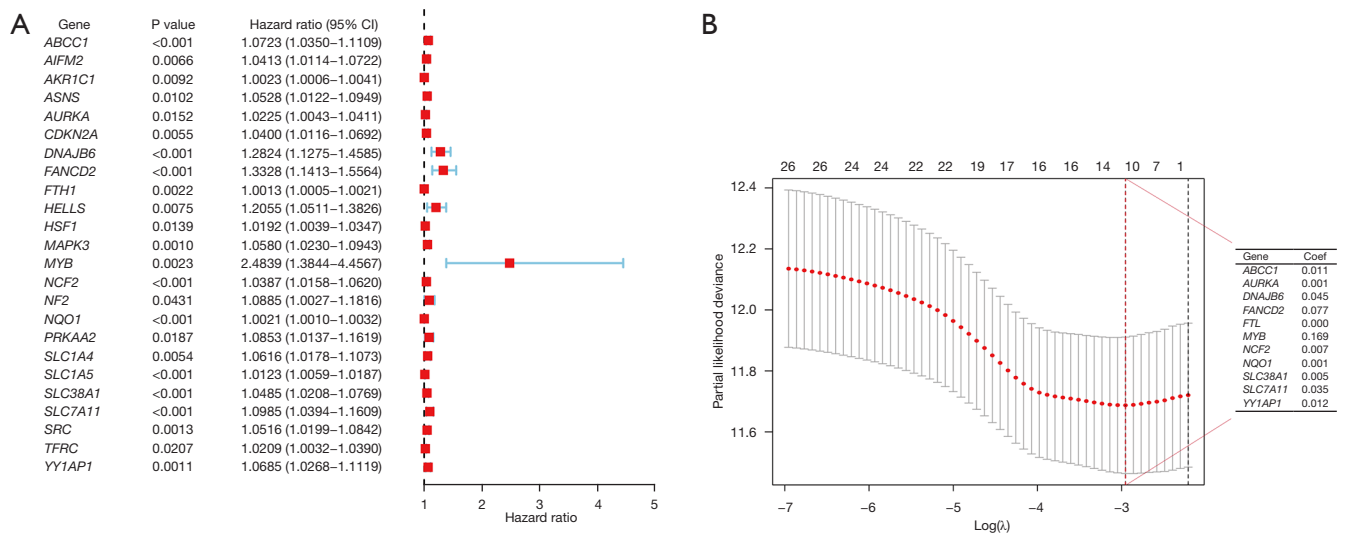 A
Gene P value Hazard ratio (95% CI)
ABCC1 <0.001 1.0723 (1.0350–1.1109)
AIFM2 0.0066 1.0413 (1.0114–1.0722)
AKR1C1 0.0092 1.0023 (1.0006–1.0041)
ASNS 0.0102 1.0528 (1.0122–1.0949)
AURKA 0.0152 1.0225 (1.0043–1.0411)
CDKN2A 0.0055 1.0400 (1.0116–1.0692)
DNAJB6 <0.001 1.2824 (1.1275–1.4585)
FANCD2 <0.001 1.3328 (1.1413–1.5564)
FTH1 0.0022 1.0013 (1.0005–1.0021)
HELLS 0.0075 1.2055 (1.0511–1.3826)
HSF1 0.0139 1.0192 (1.0039–1.0347)
MAPK3 0.0010 1.0580 (1.0230–1.0943)
MYB 0.0023 2.4839 (1.3844–4.4567)
NCF2 <0.001 1.0387 (1.0158–1.0620)
NF2 0.0431 1.0885 (1.0027–1.1816)
NQO1 <0.001 1.0021 (1.0010–1.0032)
PRKAA2 0.0187 1.0853 (1.0137–1.1619)
SLC1A4 0.0054 1.0616 (1.0178–1.1073)
SLC1A5 <0.001 1.0123 (1.0059–1.0187)
SLC38A1 <0.001 1.0485 (1.0208–1.0769)
SLC7A11 <0.001 1.0985 (1.0394–1.1609)
SRC 0.0013 1.0516 (1.0199–1.0842)
TFRC 0.0207 1.0209 (1.0032–1.0390)
YY1AP1 0.0011 1.0685 (1.0268–1.1119)
1 2 3 4 5
Hazard ratio
B
26 26 24 24 22 22 19 17 16 16 14 10 7 1
12.4
12.2
12.0
11.8
11.6
Partial likelihood deviance
−7 −6 −5 −4 −3
Log(λ)
Gene Coef
ABCC1 0.011
AURKA 0.001
DNAJB6 0.045
FANCD2 0.077
FTL 0.000
MYB 0.169
NCF2 0.007
NQO1 0.001
SLC38A1 0.005
SLC7A11 0.035
YY1AP1 0.012